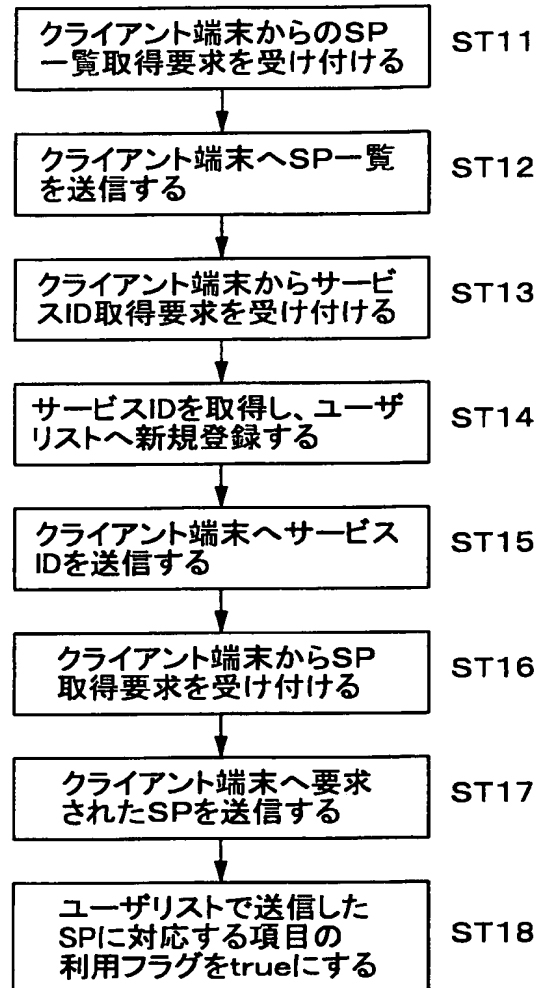 クライアント端末からのSP
一覧取得要求を受け付ける
ST11
クライアント端末へSP一覧
を送信する
ST12
クライアント端末からサービ
スID取得要求を受け付ける
ST13
サービスIDを取得し、ユーザ
リストへ新規登録する
ST14
クライアント端末へサービス
IDを送信する
ST15
クライアント端末からSP
取得要求を受け付ける
ST16
クライアント端末へ要求
されたSPを送信する
ST17
ユーザリストで送信した
SPに対応する項目の
利用フラグをtrueにする
ST18